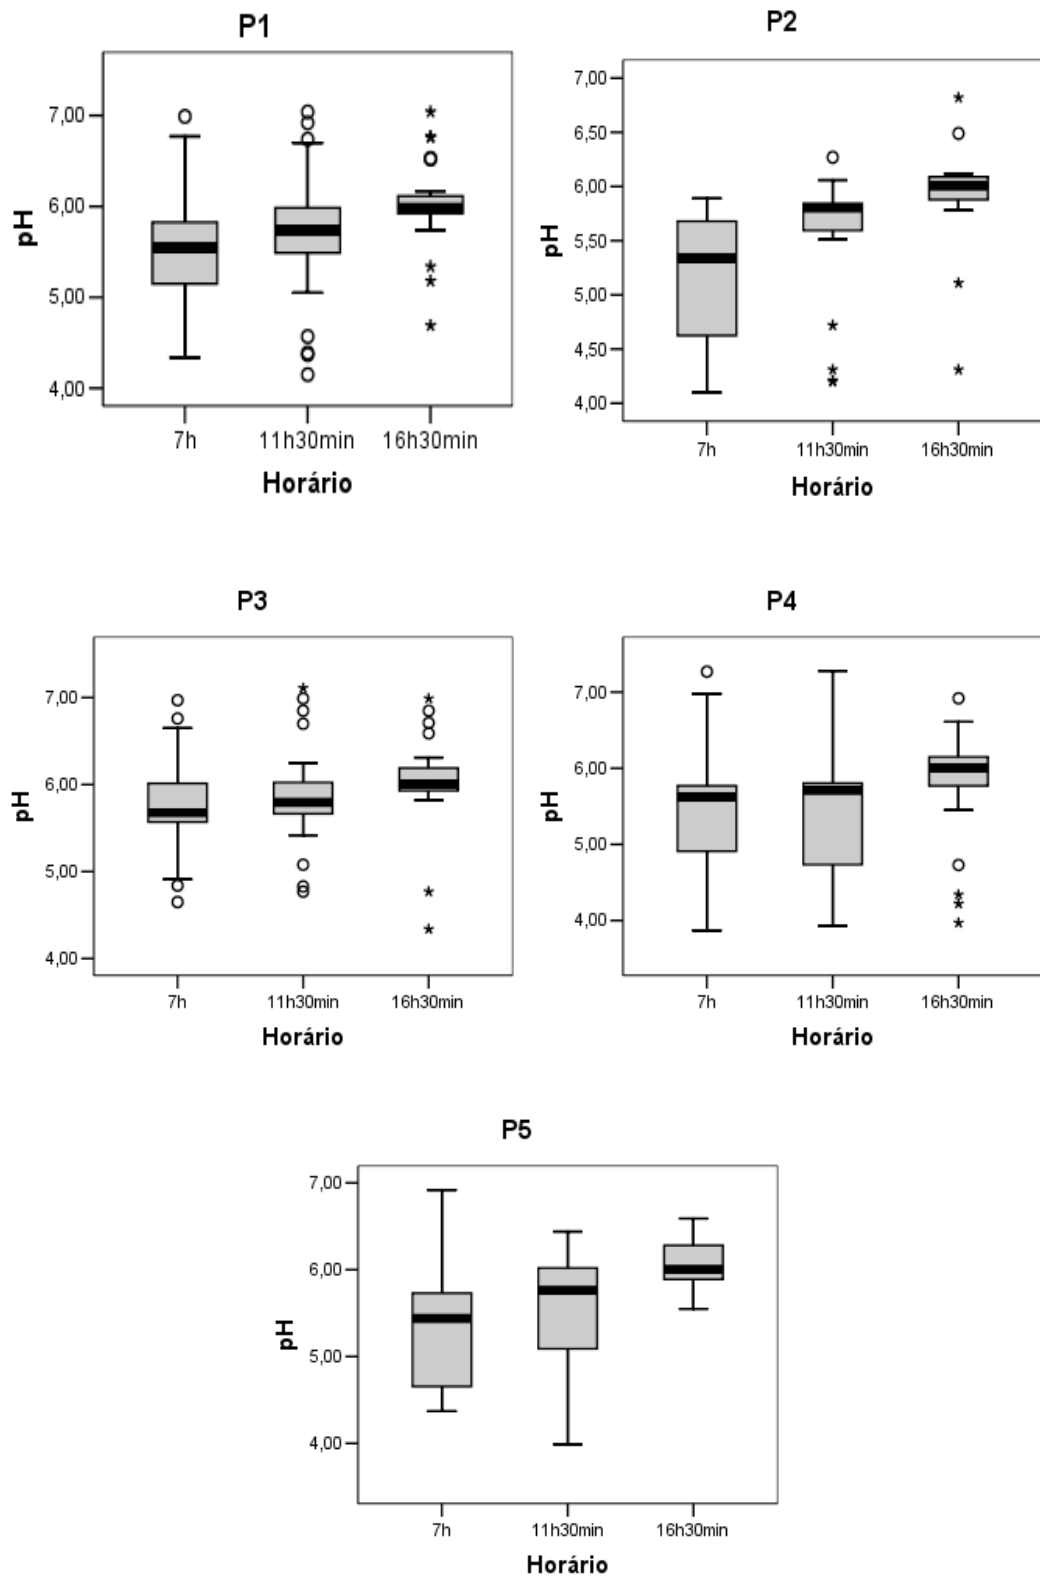 P1
pH
7,00
6,00
5,00
4,00
7h
11h30min
16h30min
Horário
P2
pH
7,00
6,50
6,00
5,50
5,00
4,50
4,00
7h
11h30min
16h30min
Horário
P3
pH
7,00
6,00
5,00
4,00
7h
11h30min
16h30min
Horário
P4
pH
7,00
6,00
5,00
4,00
7h
11h30min
16h30min
Horário
P5
pH
7,00
6,00
5,00
4,00
7h
11h30min
16h30min
Horário